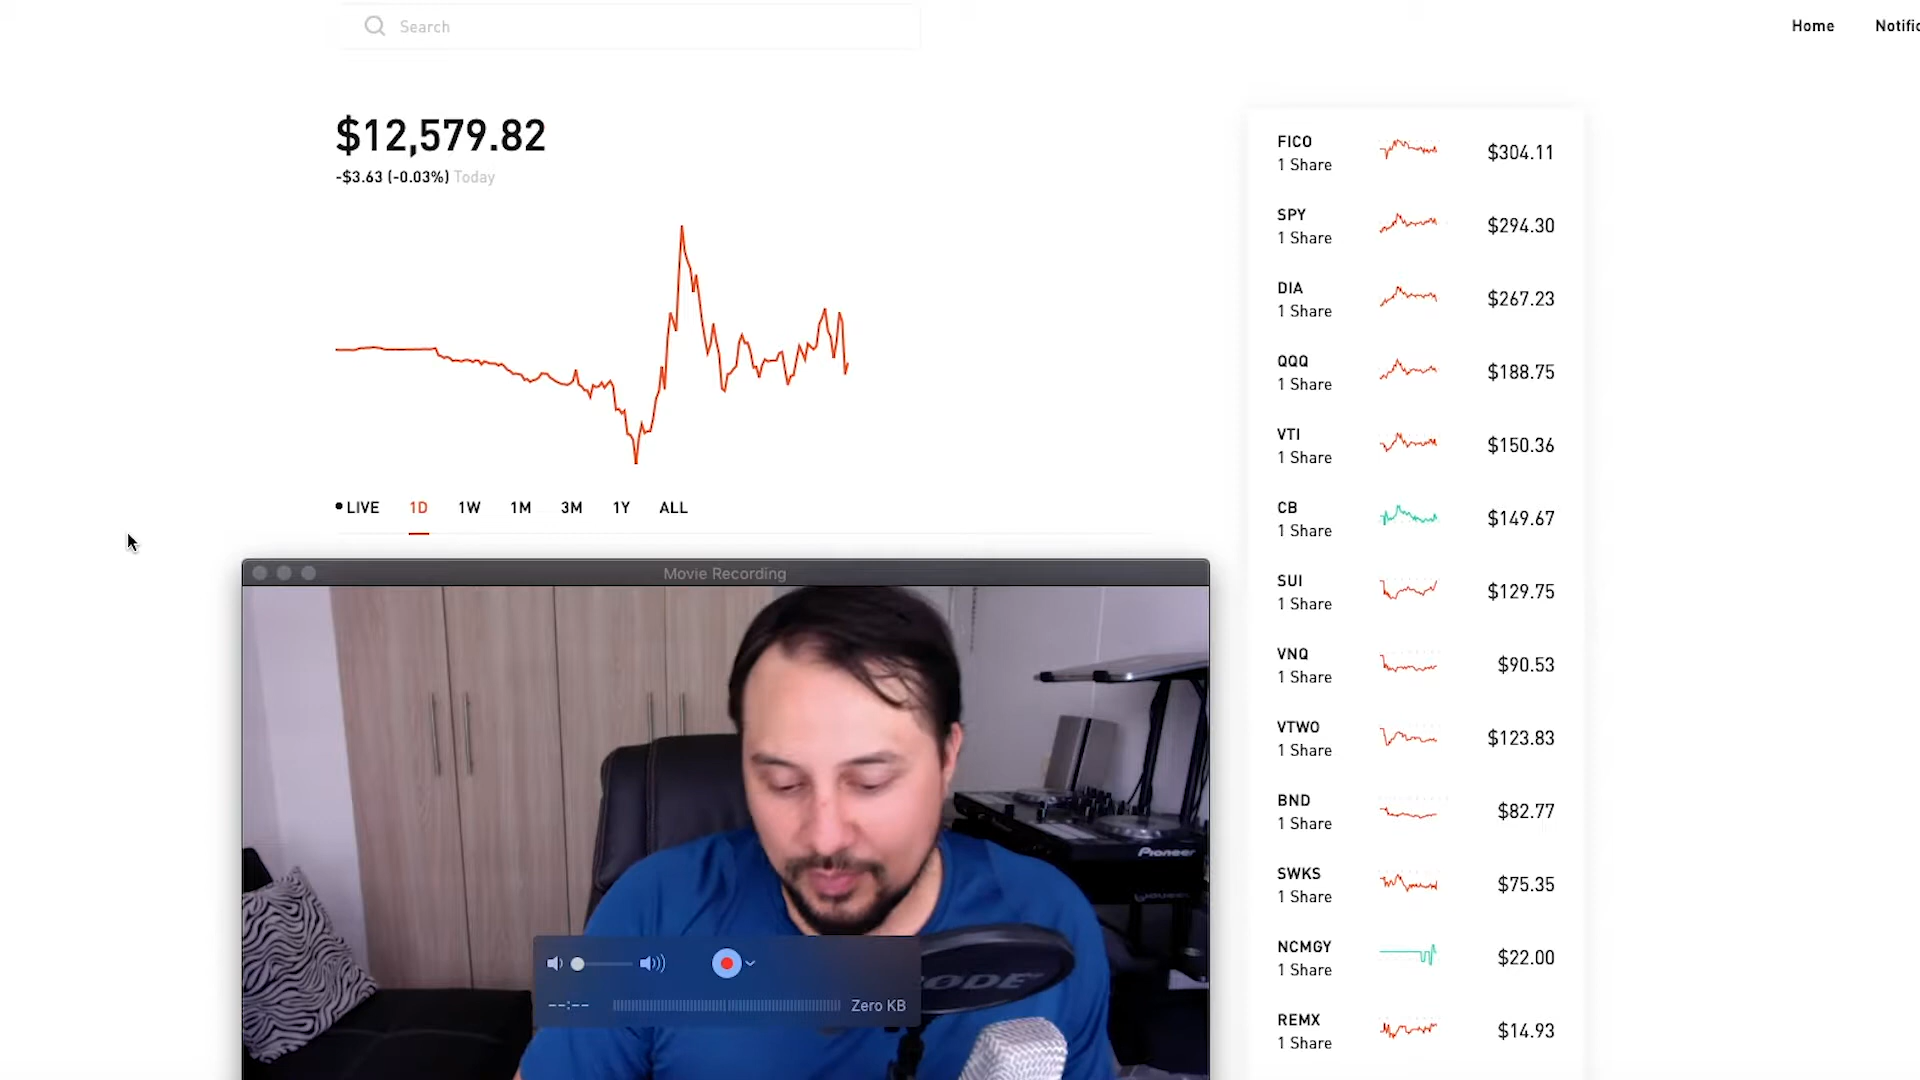 Search
Home
Notific
$12,579.82
-$3.63 (-0.03%) Today
LIVE
1D
1W
1M
3M
1Y
ALL
FICO
1 Share
$304.11
SPY
1 Share
$294.30
DIA
1 Share
$267.23
QQQ
1 Share
$188.75
VTI
1 Share
$150.36
CB
1 Share
$149.67
SUI
1 Share
$129.75
VNQ
1 Share
$90.53
VTWO
1 Share
$123.83
BND
1 Share
$82.77
SWKS
1 Share
$75.35
NCMGY
1 Share
$22.00
REMX
1 Share
$14.93
Movie Recording
Pioneer
RODE
--:--
Zero KB